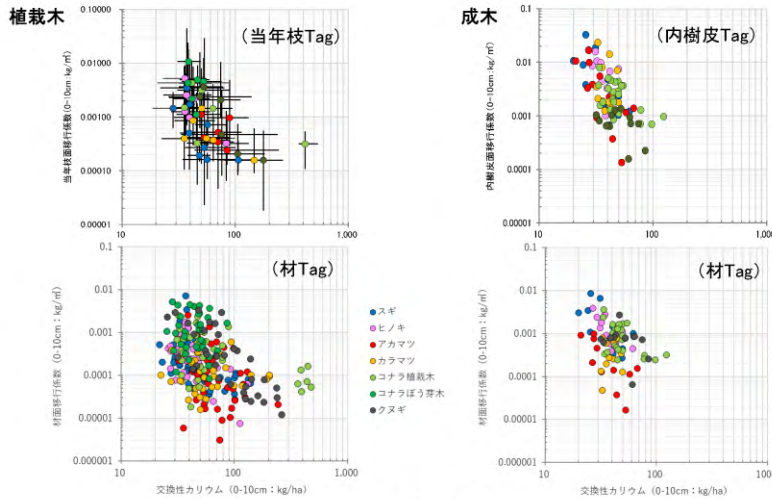 植栽木
（当年枝Tag）
当年枝面移行係数(0-10cm:kg/㎡)
0.10000
0.01000
0.00100
0.00010
0.00001
10
100
1,000
成木
（内樹皮Tag）
内樹皮面移行係数(0-10cm:kg/㎡)
0.1
0.01
0.001
0.0001
0.00001
10
100
1,000
（材Tag）
材面移行係数（0-10cm：kg/㎡）
0.1
0.01
0.001
0.0001
0.00001
0.000001
10
100
1,000
交換性カリウム（0-10cm：kg/ha）
スギ
ヒノキ
アカマツ
カラマツ
コナラ植栽木
コナラぼう芽木
クヌギ
（材Tag）
材面移行係数（0-10cm：kg/㎡）
0.1
0.01
0.001
0.0001
0.00001
0.000001
10
100
1,000
交換性カリウム（0-10cm：kg/ha）